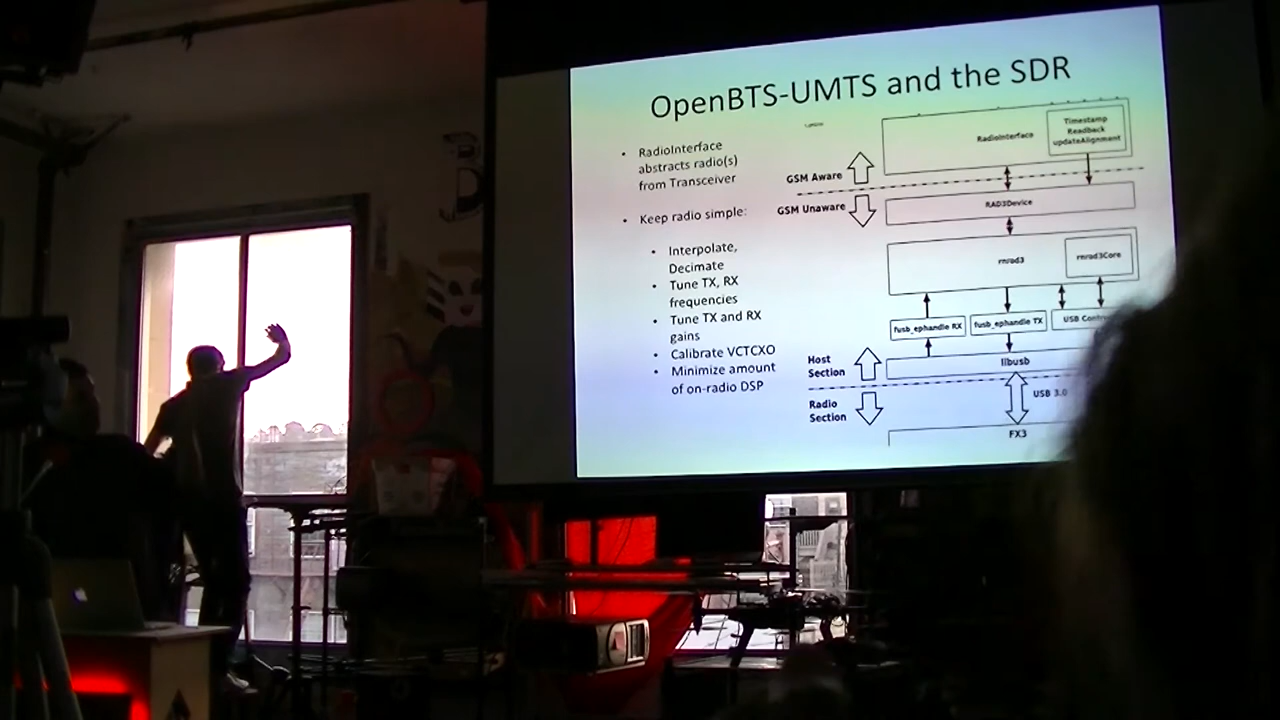 OpenBTS-UMTS and the SDR
• RadioInterface
abstracts radio(s)
from Transceiver
• Keep radio simple:
• Interpolate,
Decimate
• Tune TX, RX
frequencies
• Tune TX and RX
gains
• Calibrate VCTCXO
• Minimize amount
of on-radio DSP
RadioInterface
Timestamp
Readback
updateAlignment
GSM Aware
GSM Unaware
RAD3Device
rnrad3
rnrad3Core
fusb_ephandle RX
fusb_ephandle TX
USB
Host
Section
libusb
Radio
Section
USB 3.0
FX3